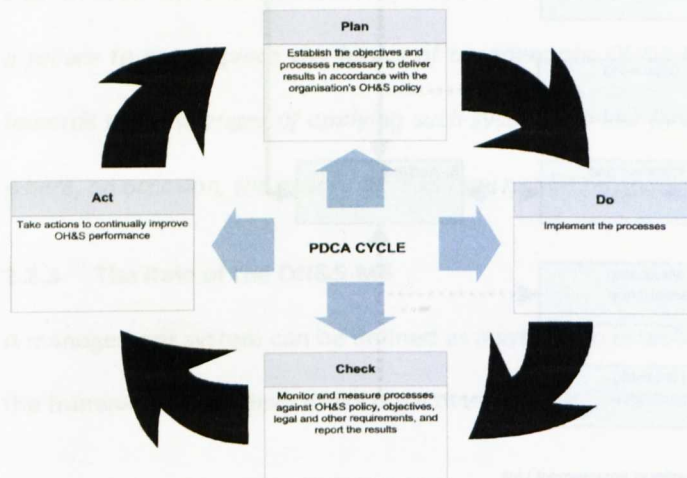 Plan
Establish the objectives and
processes necessary to deliver
results in accordance with the
organisation's OH&S policy
Act
Take actions to continually improve
OH&S performance
PDCA CYCLE
Do
Implement the processes
Check
Monitor and measure processes
against OH&S policy, objectives,
legal and other requirements, and
report the results